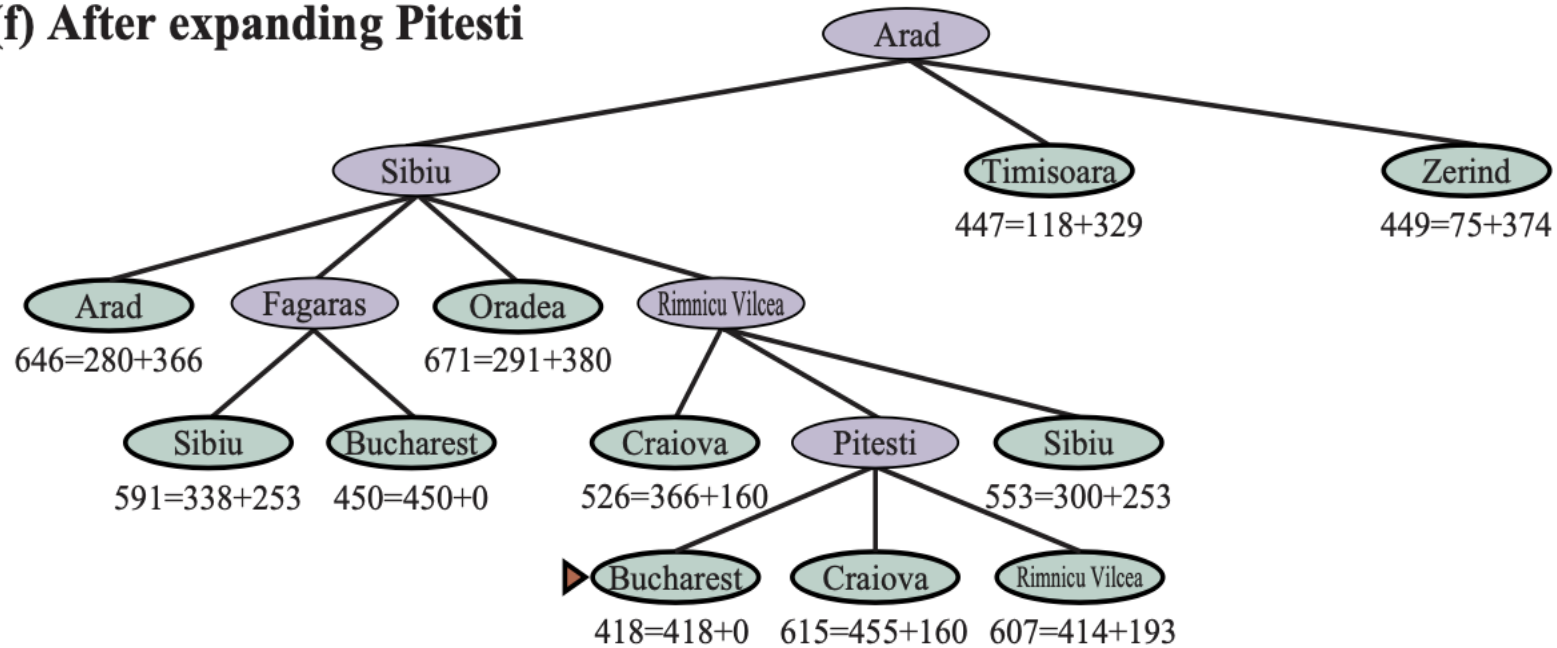 (f) After expanding Pitesti
Arad
Sibiu
Timisoara
Zerind
447=118+329
449=75+374
Arad
Fagaras
Oradea
Rimnicu Vilcea
646=280+366
671=291+380
Sibiu
Bucharest
Craiova
Pitesti
Sibiu
591=338+253
450=450+0
526=366+160
553=300+253
Bucharest
Craiova
Rimnicu Vilcea
418=418+0
615=455+160
607=414+193